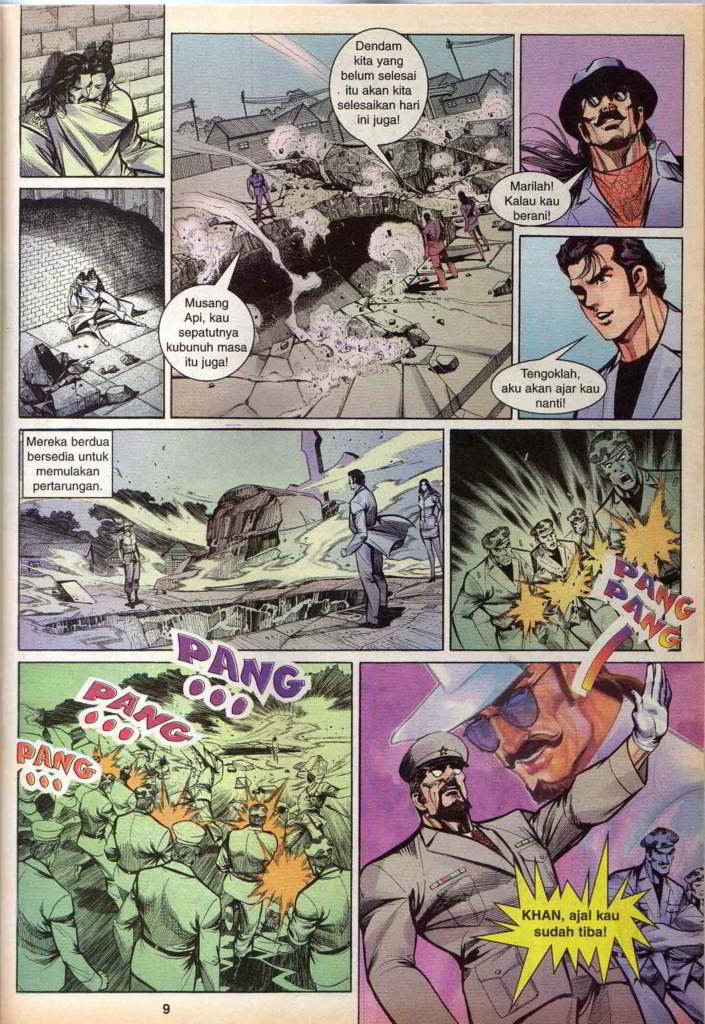 Dendam
kita yang
belum selesai
itu akan kita
selesaikan hari
ini juga!
Musang
Api, kau
sepatutnya
kubunuh masa
itu juga!
Marilah!
Kalau kau
berani!
Tengoklah,
aku akan ajar kau
nanti!
Mereka berdua
bersedia untuk
memulakan
pertarungan.
PANG
PANG
PANG
PANG
PANG
KHAN, ajal kau
sudah tiba!
9